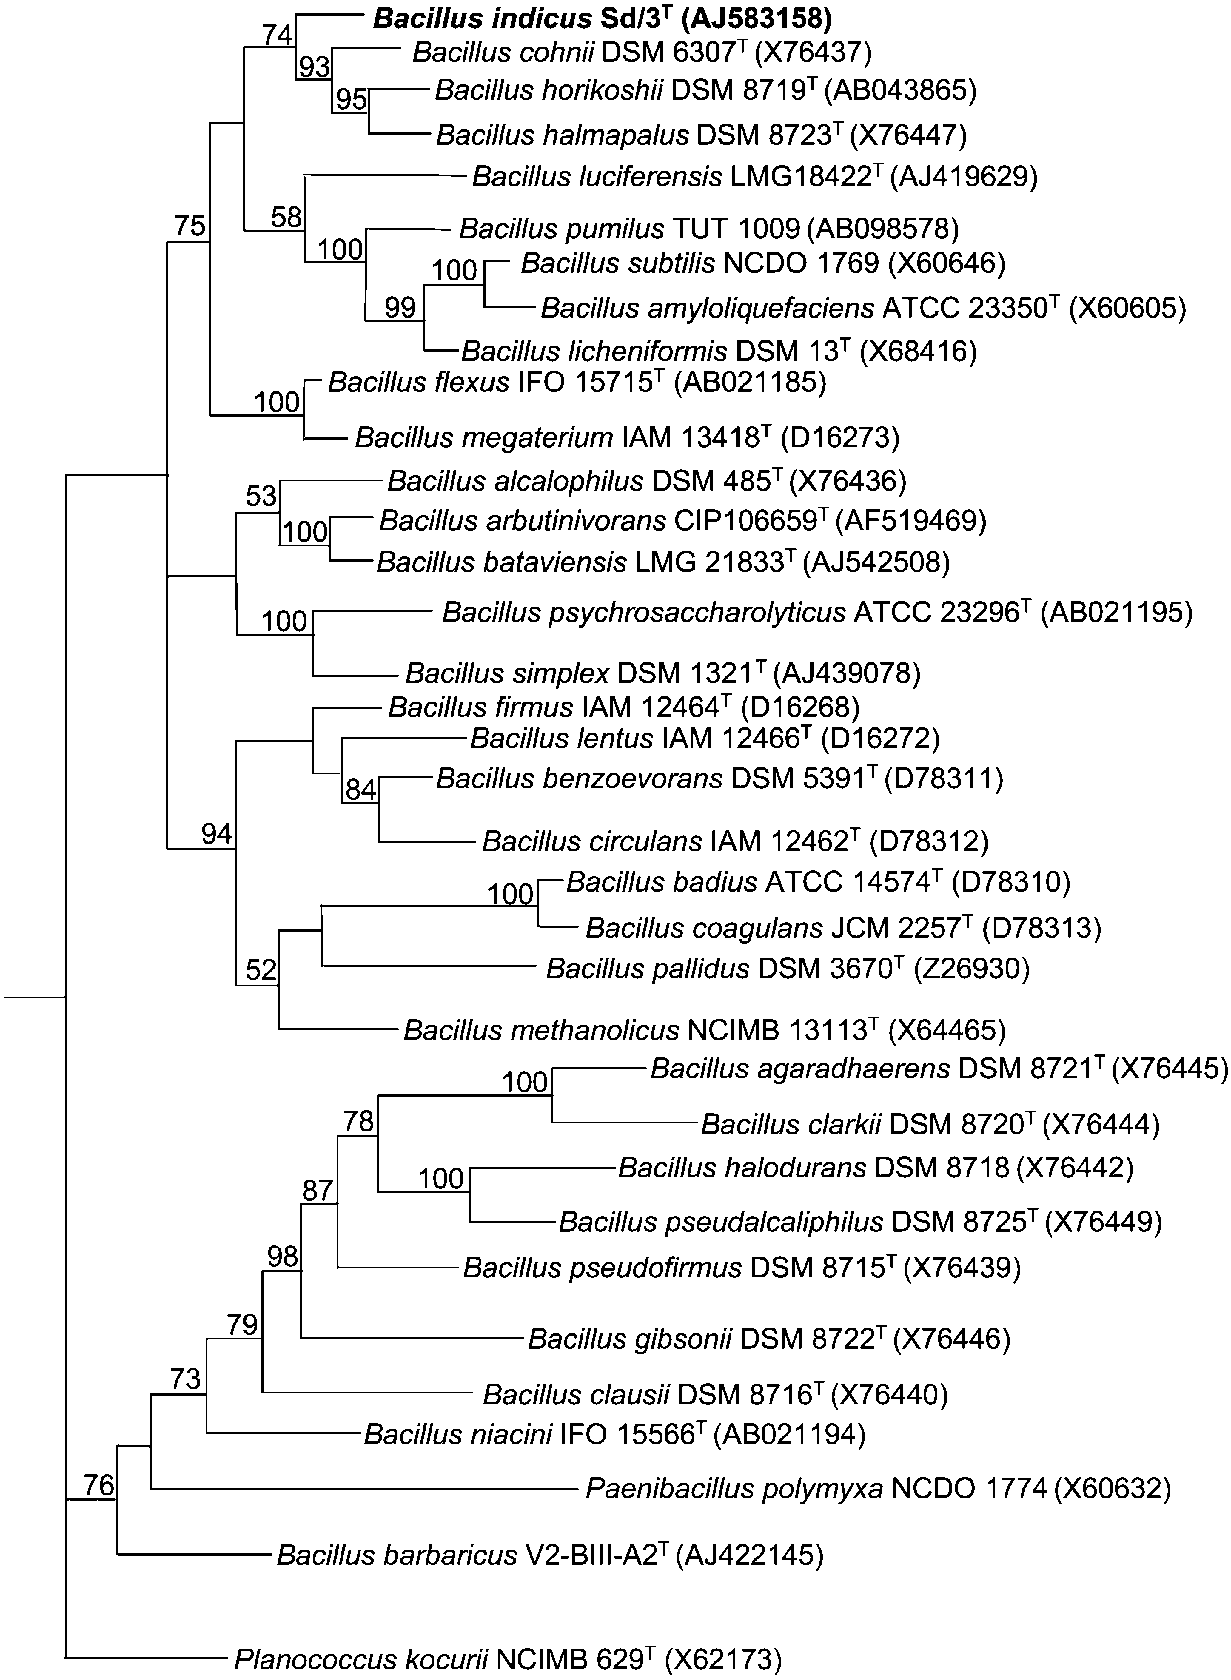 74 Bacillus indicus Sd/3ᵀ (AJ583158)
93 Bacillus cohnii DSM 6307ᵀ (X76437)
95 Bacillus horikoshii DSM 8719ᵀ (AB043865)
Bacillus halmapalus DSM 8723ᵀ (X76447)
Bacillus luciferensis LMG18422ᵀ (AJ419629)
75 58 Bacillus pumilus TUT 1009 (AB098578)
100 100 Bacillus subtilis NCDO 1769 (X60646)
99 Bacillus amyloliquefaciens ATCC 23350ᵀ (X60605)
Bacillus licheniformis DSM 13ᵀ (X68416)
Bacillus flexus IFO 15715ᵀ (AB021185)
100
Bacillus megaterium IAM 13418ᵀ (D16273)
Bacillus alcalophilus DSM 485ᵀ (X76436)
53
100 Bacillus arbutinivorans CIP106659ᵀ (AF519469)
Bacillus bataviensis LMG 21833ᵀ (AJ542508)
100 Bacillus psychrosaccharolyticus ATCC 23296ᵀ (AB021195)
Bacillus simplex DSM 1321ᵀ (AJ439078)
Bacillus firmus IAM 12464ᵀ (D16268)
Bacillus lentus IAM 12466ᵀ (D16272)
84 Bacillus benzoevorans DSM 5391ᵀ (D78311)
94 Bacillus circulans IAM 12462ᵀ (D78312)
100 Bacillus badius ATCC 14574ᵀ (D78310)
Bacillus coagulans JCM 2257ᵀ (D78313)
52 Bacillus pallidus DSM 3670ᵀ (Z26930)
Bacillus methanolicus NCIMB 13113ᵀ (X64465)
100 Bacillus agaradhaerens DSM 8721ᵀ (X76445)
78 Bacillus clarkii DSM 8720ᵀ (X76444)
100 Bacillus halodurans DSM 8718 (X76442)
87
Bacillus pseudalcaliphilus DSM 8725ᵀ (X76449)
98 Bacillus pseudofirmus DSM 8715ᵀ (X76439)
79 Bacillus gibsonii DSM 8722ᵀ (X76446)
73 Bacillus clausii DSM 8716ᵀ (X76440)
Bacillus niacini IFO 15566ᵀ (AB021194)
76 Paenibacillus polymyxa NCDO 1774 (X60632)
Bacillus barbaricus V2-BIII-A2ᵀ (AJ422145)
Planococcus kocurii NCIMB 629ᵀ (X62173)